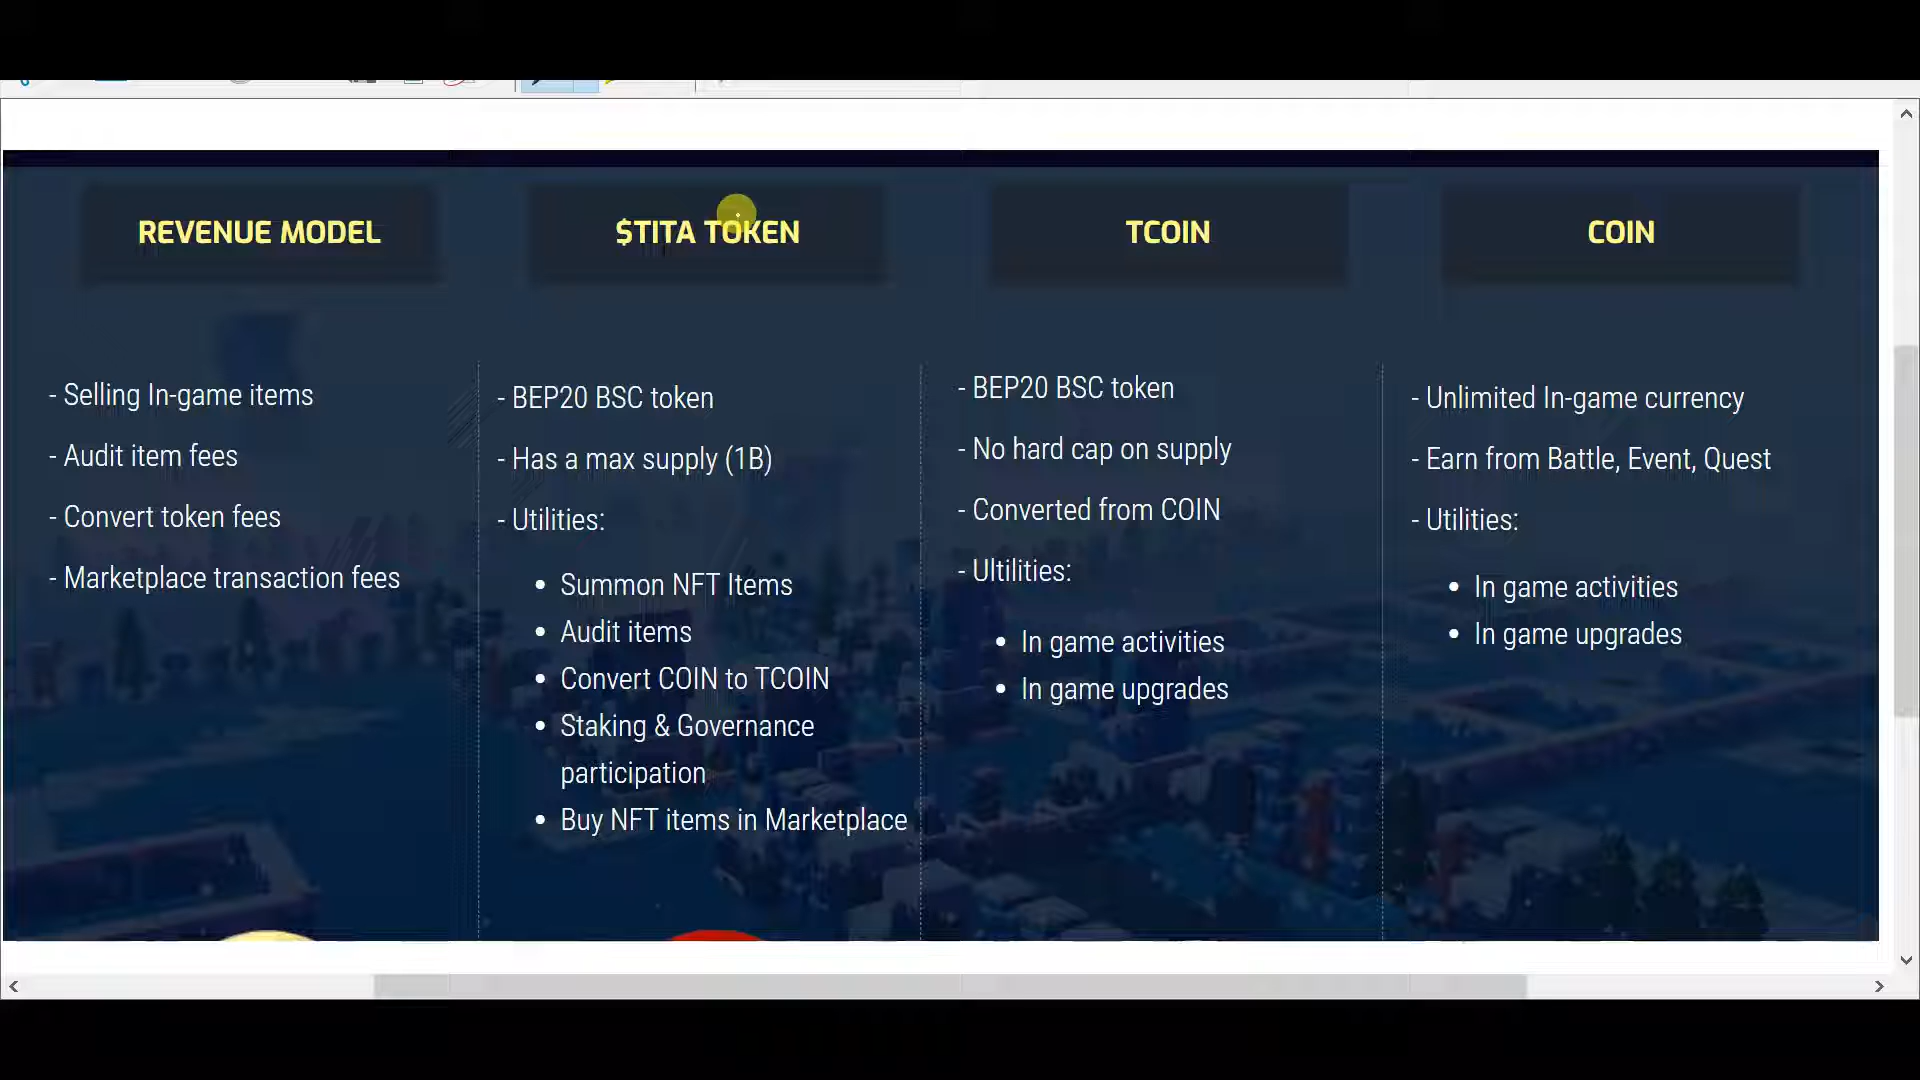 REVENUE MODEL
- Selling In-game items
- Audit item fees
- Convert token fees
- Marketplace transaction fees
$TITA TOKEN
- BEP20 BSC token
- Has a max supply (1B)
- Utilities:
• Summon NFT Items
• Audit items
• Convert COIN to TCOIN
• Staking & Governance
participation
• Buy NFT items in Marketplace
TCOIN
- BEP20 BSC token
- No hard cap on supply
- Converted from COIN
- Ultilities:
• In game activities
• In game upgrades
COIN
- Unlimited In-game currency
- Earn from Battle, Event, Quest
- Utilities:
• In game activities
• In game upgrades